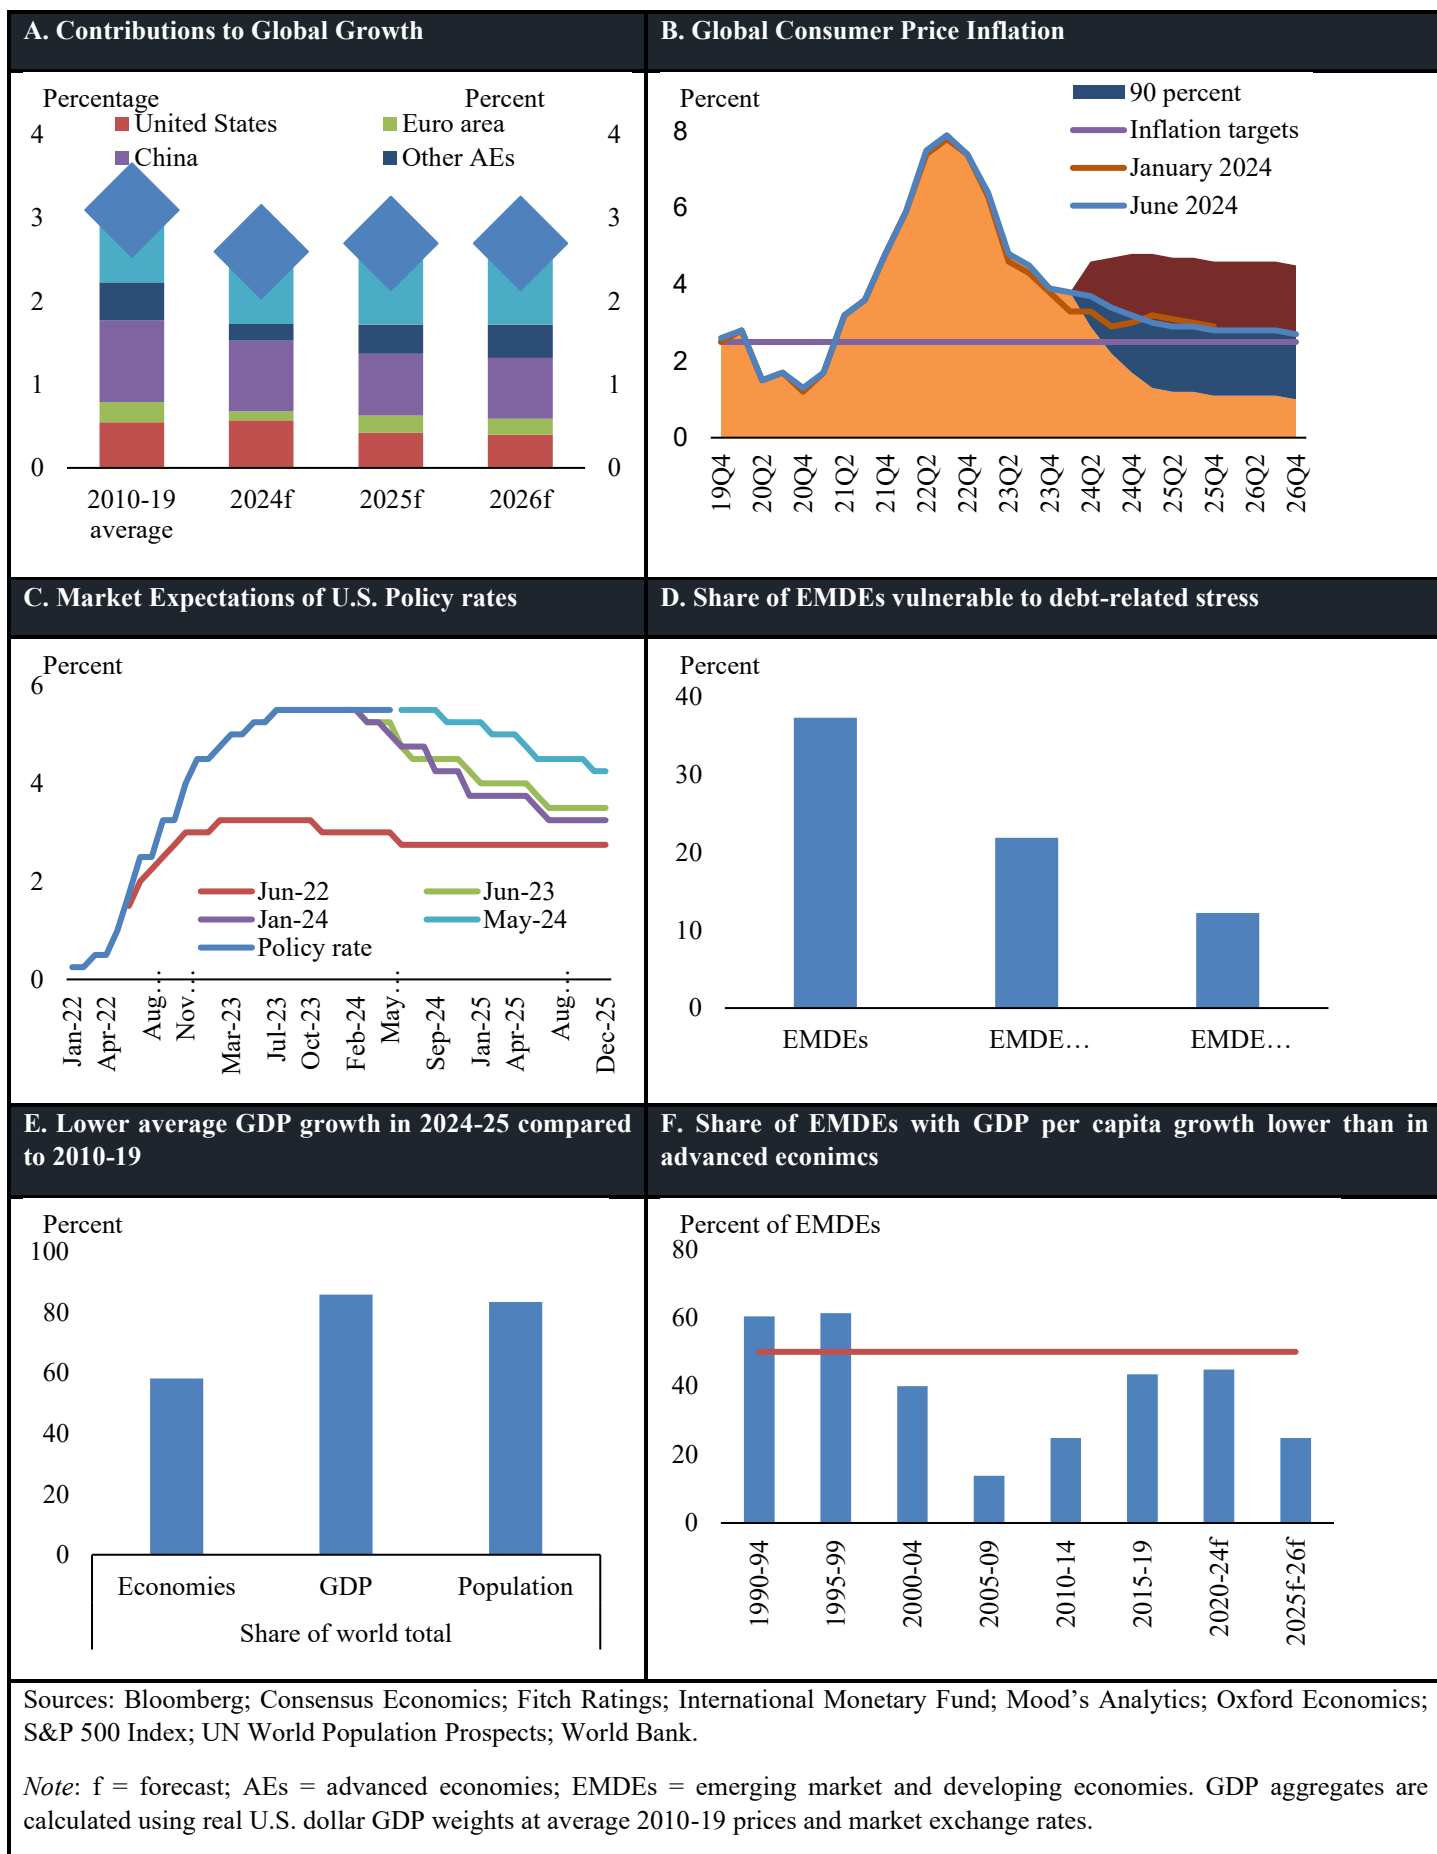 A. Contributions to Global Growth
Percentage
Percent
United States
Euro area
China
Other AEs
4
3
2
1
0
4
3
2
1
0
2010-19
average
2024f
2025f
2026f
B. Global Consumer Price Inflation
Percent
90 percent
Inflation targets
January 2024
June 2024
8
6
4
2
0
19Q4
20Q2
20Q4
21Q2
21Q4
22Q2
22Q4
23Q2
23Q4
24Q2
24Q4
25Q2
25Q4
26Q2
26Q4
C. Market Expectations of U.S. Policy rates
Percent
6
4
2
0
Jun-22
Jun-23
Jan-24
May-24
Policy rate
Jan-22
Apr-22
Aug…
Nov…
Mar-23
Jul-23
Oct-23
Feb-24
May…
Sep-24
Jan-25
Apr-25
Aug…
Dec-25
D. Share of EMDEs vulnerable to debt-related stress
Percent
40
30
20
10
0
EMDEs
EMDE…
EMDE…
E. Lower average GDP growth in 2024-25 compared
to 2010-19
Percent
100
80
60
40
20
0
Economies
GDP
Population
Share of world total
F. Share of EMDEs with GDP per capita growth lower than in
advanced econimcs
Percent of EMDEs
80
60
40
20
0
1990-94
1995-99
2000-04
2005-09
2010-14
2015-19
2020-24f
2025f-26f
Sources: Bloomberg; Consensus Economics; Fitch Ratings; International Monetary Fund; Mood’s Analytics; Oxford Economics;
S&P 500 Index; UN World Population Prospects; World Bank.
Note: f = forecast; AEs = advanced economies; EMDEs = emerging market and developing economies. GDP aggregates are
calculated using real U.S. dollar GDP weights at average 2010-19 prices and market exchange rates.